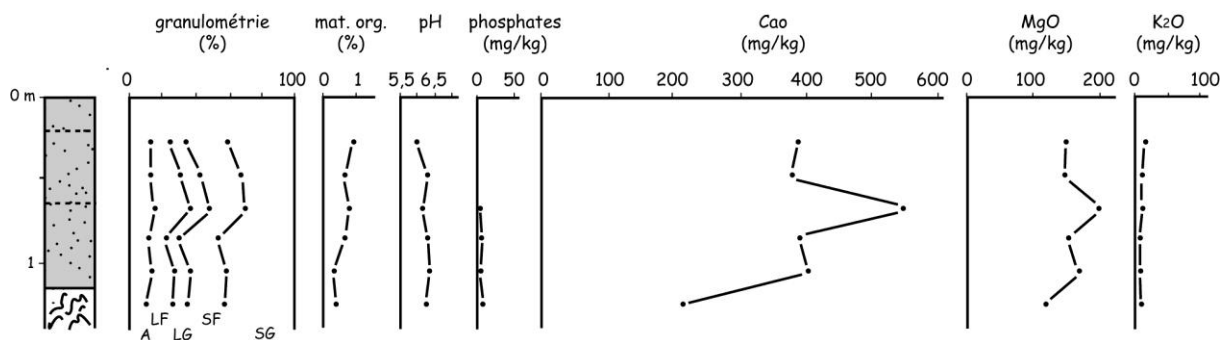 granulométrie mat. org. pH phosphates Cao MgO K2O
(%) (%) (mg/kg) mg/kg (mg/kg) (mg/kg)
0 100 0 1 5,5 6,5 0 50 0 200 300 400 500 600 0 100 200 0 100
0 m
1
LF SF
A LG SG